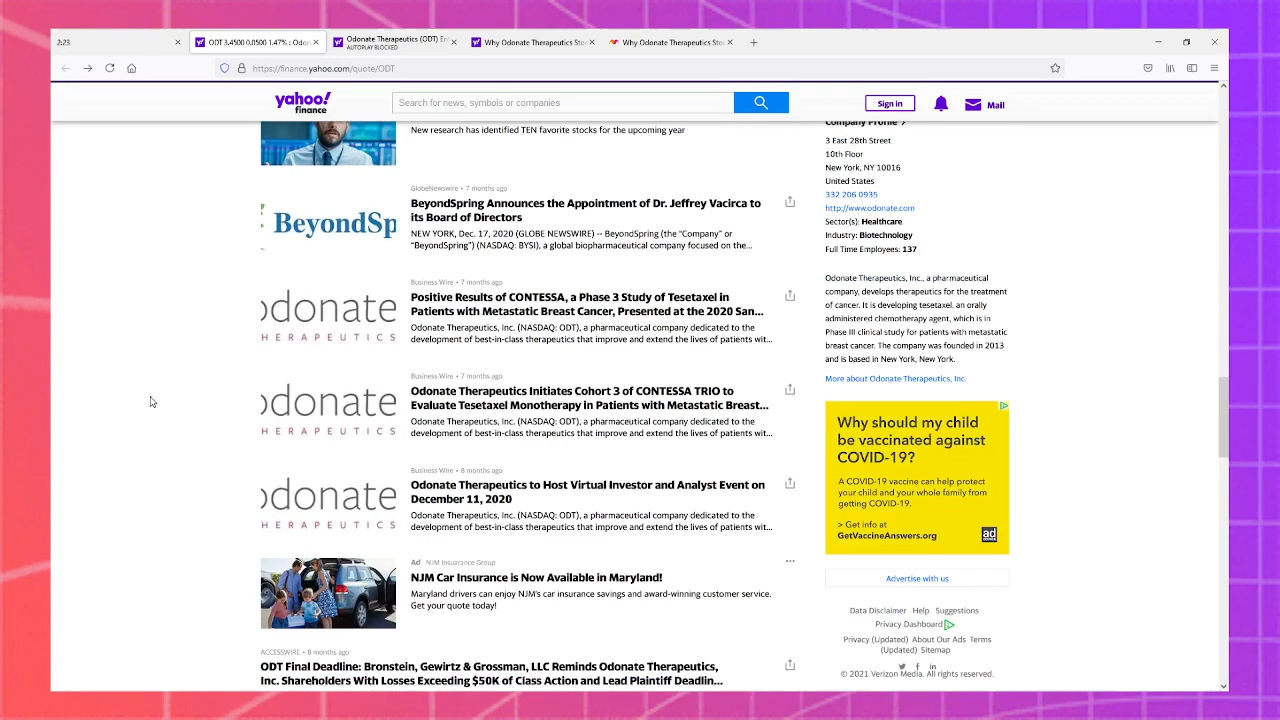 2:23
ODT 3.4500 0.0500 1.47% : Odon
Odonate Therapeutics (ODT) En
AUTOPLAY BLOCKED
Why Odonate Therapeutics Stoc
Why Odonate Therapeutics Stoc
https://finance.yahoo.com/quote/ODT
yahoo!
finance
Search for news, symbols or companies
Sign in
Mail
New research has identified TEN favorite stocks for the upcoming year
GlobeNewswire • 7 months ago
BeyondSpring Announces the Appointment of Dr. Jeffrey Vacirca to
its Board of Directors
NEW YORK, Dec. 17, 2020 (GLOBE NEWSWIRE) -- BeyondSpring (the “Company” or
“BeyondSpring”) (NASDAQ: BYSI), a global biopharmaceutical company focused on the...
BeyondSp
Business Wire • 7 months ago
Positive Results of CONTESSA, a Phase 3 Study of Tesetaxel in
Patients with Metastatic Breast Cancer, Presented at the 2020 San...
Odonate Therapeutics, Inc. (NASDAQ: ODT), a pharmaceutical company dedicated to the
development of best-in-class therapeutics that improve and extend the lives of patients wit...
odonate
HERAPEUTICS
Business Wire • 7 months ago
Odonate Therapeutics Initiates Cohort 3 of CONTESSA TRIO to
Evaluate Tesetaxel Monotherapy in Patients with Metastatic Breast...
Odonate Therapeutics, Inc. (NASDAQ: ODT), a pharmaceutical company dedicated to the
development of best-in-class therapeutics that improve and extend the lives of patients wit...
odonate
HERAPEUTICS
Business Wire • 8 months ago
Odonate Therapeutics to Host Virtual Investor and Analyst Event on
December 11, 2020
Odonate Therapeutics, Inc. (NASDAQ: ODT), a pharmaceutical company dedicated to the
development of best-in-class therapeutics that improve and extend the lives of patients wit...
odonate
HERAPEUTICS
Ad NJM Insuarance Group
NJM Car Insurance is Now Available in Maryland!
Maryland drivers can enjoy NJM's car insurance savings and award-winning customer service.
Get your quote today!
ACCESSWIRE • 8 months ago
ODT Final Deadline: Bronstein, Gewirtz & Grossman, LLC Reminds Odonate Therapeutics,
Inc. Shareholders With Losses Exceeding $50K of Class Action and Lead Plaintiff Deadlin...
Company Profile
3 East 28th Street
10th Floor
New York, NY 10016
United States
332 206 0935
http://www.odonate.com
Sector(s): Healthcare
Industry: Biotechnology
Full Time Employees: 137
Odonate Therapeutics, Inc., a pharmaceutical
company, develops therapeutics for the treatment
of cancer. It is developing tesetaxel, an orally
administered chemotherapy agent, which is in
Phase III clinical study for patients with metastatic
breast cancer. The company was founded in 2013
and is based in New York, New York.
More about Odonate Therapeutics, Inc.
Why should my child
be vaccinated against
COVID-19?
A COVID-19 vaccine can help protect
your child and your whole family from
getting COVID-19.
> Get info at
GetVaccineAnswers.org
ad
Advertise with us
Data Disclaimer Help Suggestions
Privacy Dashboard
Privacy (Updated) About Our Ads Terms
(Updated) Sitemap
© 2021 Verizon Media. All rights reserved.